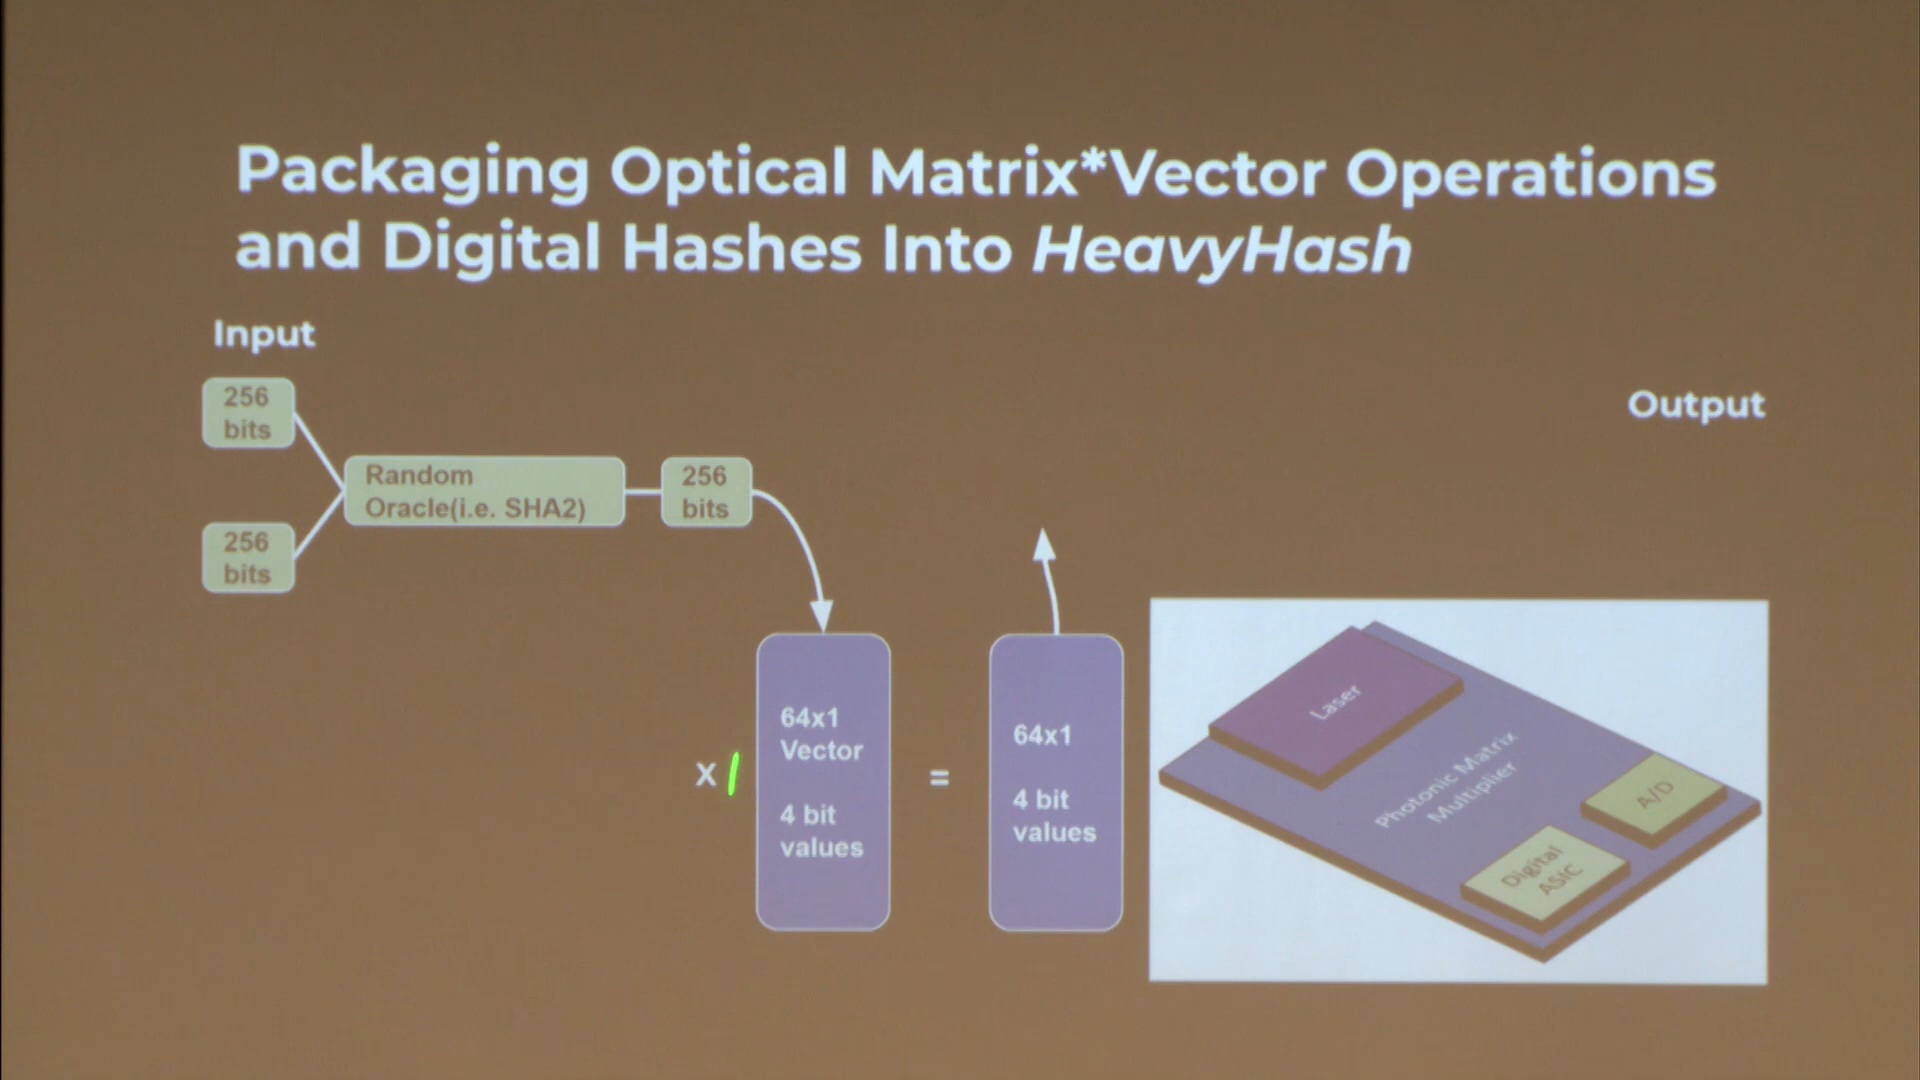 Packaging Optical Matrix*Vector Operations
and Digital Hashes Into HeavyHash
Input
256
bits
Output
Random
Oracle(i.e. SHA2)
256
bits
256
bits
64x1
Vector
4 bit
values
x
=
64x1
4 bit
values
Laser
Photonic Matrix
Multiplier
A/D
Digital
ASIC